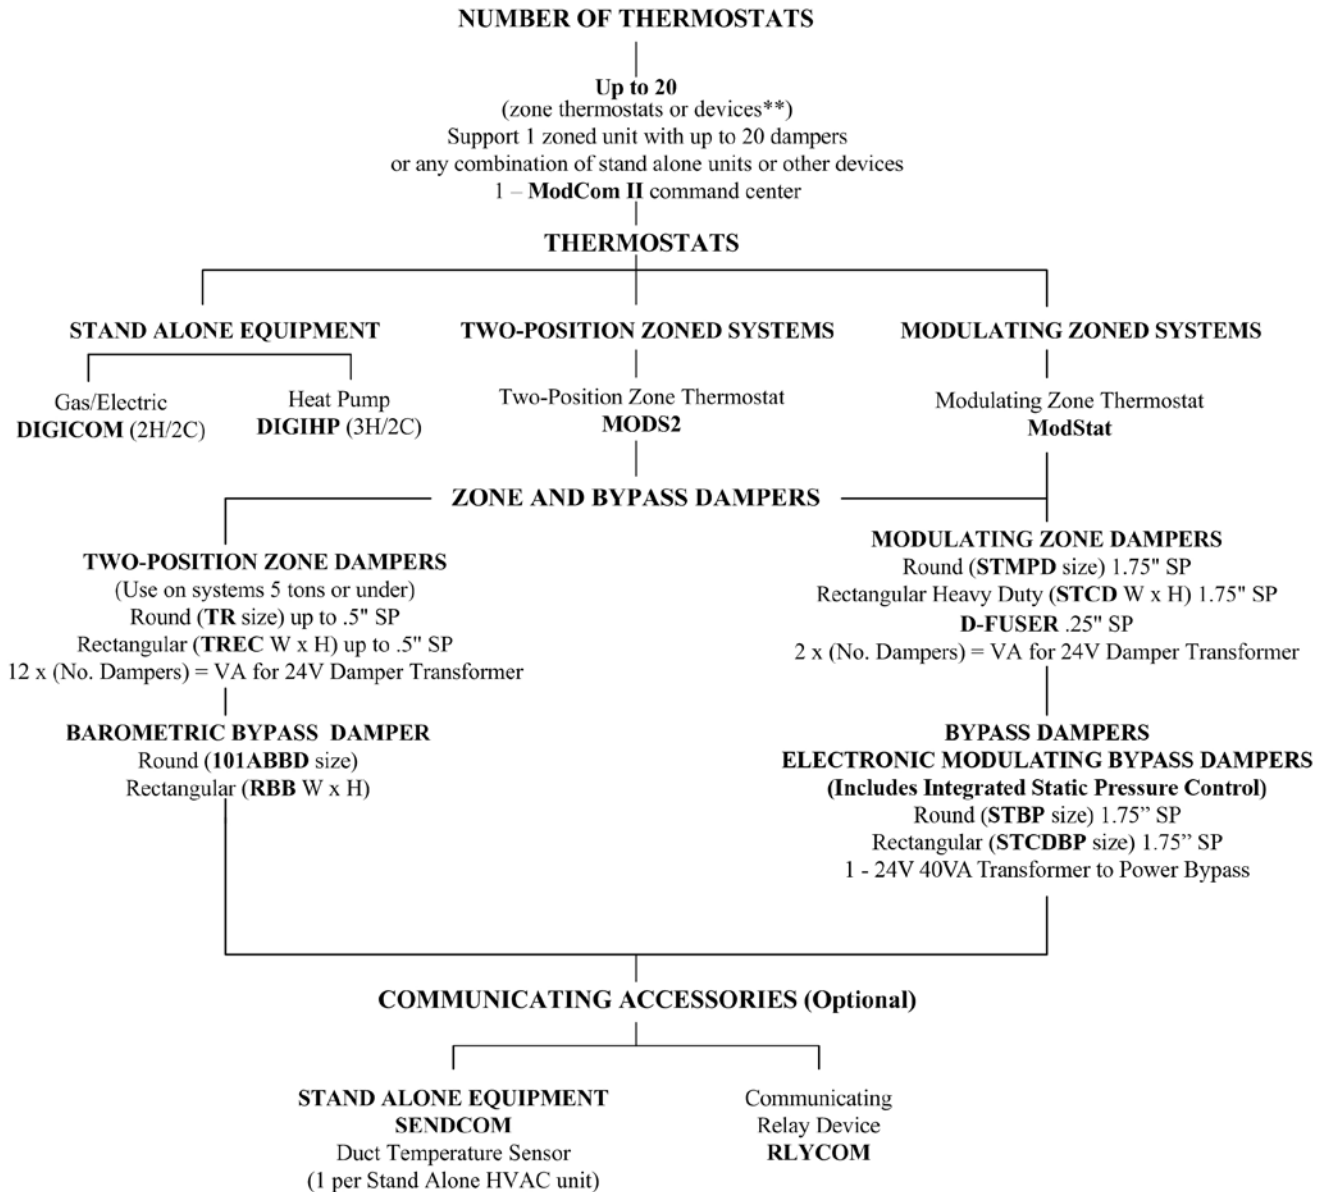 NUMBER OF THERMOSTATS
Up to 20
(zone thermostats or devices**)
Support 1 zoned unit with up to 20 dampers
or any combination of stand alone units or other devices
1 – ModCom II command center
THERMOSTATS
STAND ALONE EQUIPMENT
Gas/Electric
DIGICOM (2H/2C)
Heat Pump
DIGIHP (3H/2C)
TWO-POSITION ZONED SYSTEMS
Two-Position Zone Thermostat
MODS2
MODULATING ZONED SYSTEMS
Modulating Zone Thermostat
ModStat
ZONE AND BYPASS DAMPERS
TWO-POSITION ZONE DAMPERS
(Use on systems 5 tons or under)
Round (TR size) up to .5" SP
Rectangular (TREC W x H) up to .5" SP
12 x (No. Dampers) = VA for 24V Damper Transformer
BAROMETRIC BYPASS DAMPER
Round (101ABBD size)
Rectangular (RBB W x H)
MODULATING ZONE DAMPERS
Round (STMPD size) 1.75" SP
Rectangular Heavy Duty (STCD W x H) 1.75" SP
D-FUSER .25" SP
2 x (No. Dampers) = VA for 24V Damper Transformer
BYPASS DAMPERS
ELECTRONIC MODULATING BYPASS DAMPERS
(Includes Integrated Static Pressure Control)
Round (STBP size) 1.75” SP
Rectangular (STCDBP size) 1.75” SP
1 - 24V 40VA Transformer to Power Bypass
COMMUNICATING ACCESSORIES (Optional)
STAND ALONE EQUIPMENT
SENDCOM
Duct Temperature Sensor
(1 per Stand Alone HVAC unit)
Communicating
Relay Device
RLYCOM